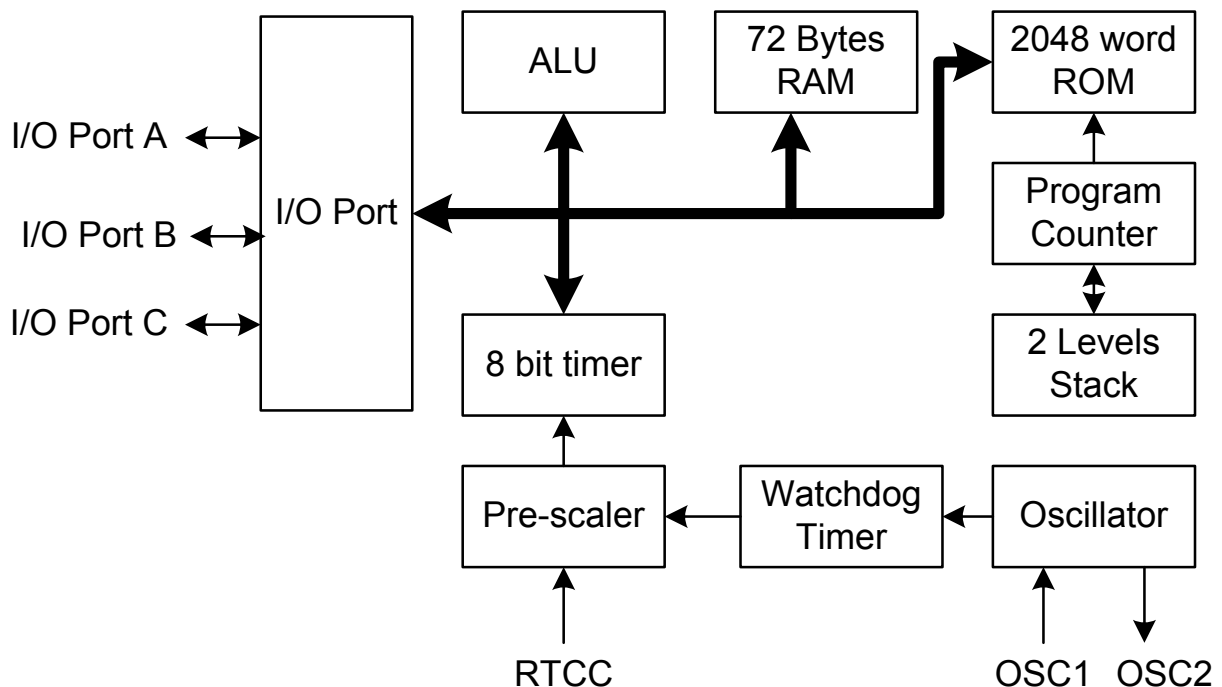 ALU
72 Bytes
RAM
2048 word
ROM
I/O Port A
I/O Port B
I/O Port C
I/O Port
Program
Counter
8 bit timer
2 Levels
Stack
Pre-scaler
Watchdog
Timer
Oscillator
RTCC
OSC1
OSC2